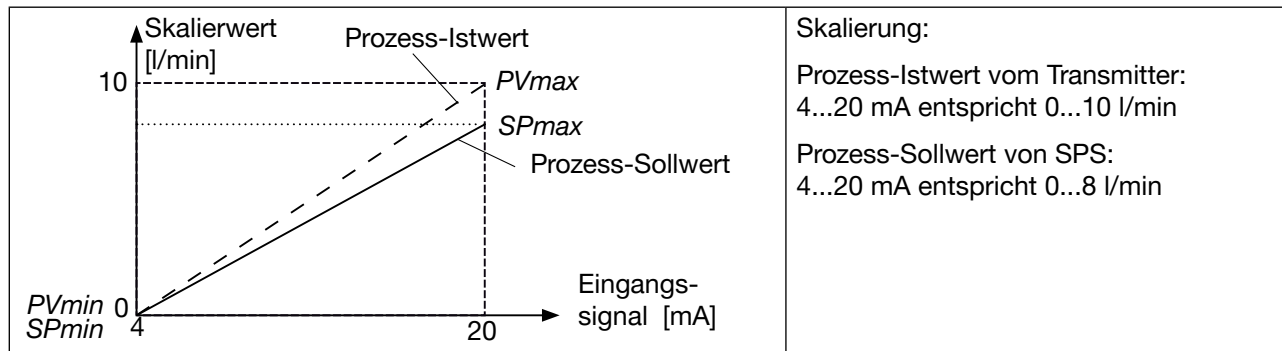 Skalierwert
[l/min]
Prozess-Istwert
10
PVmax
SPmax
Prozess-Sollwert
PVmin
SPmin
0
4
20
Eingangs-
signal [mA]
Skalierung:
Prozess-Istwert vom Transmitter:
4...20 mA entspricht 0...10 l/min
Prozess-Sollwert von SPS:
4...20 mA entspricht 0...8 l/min